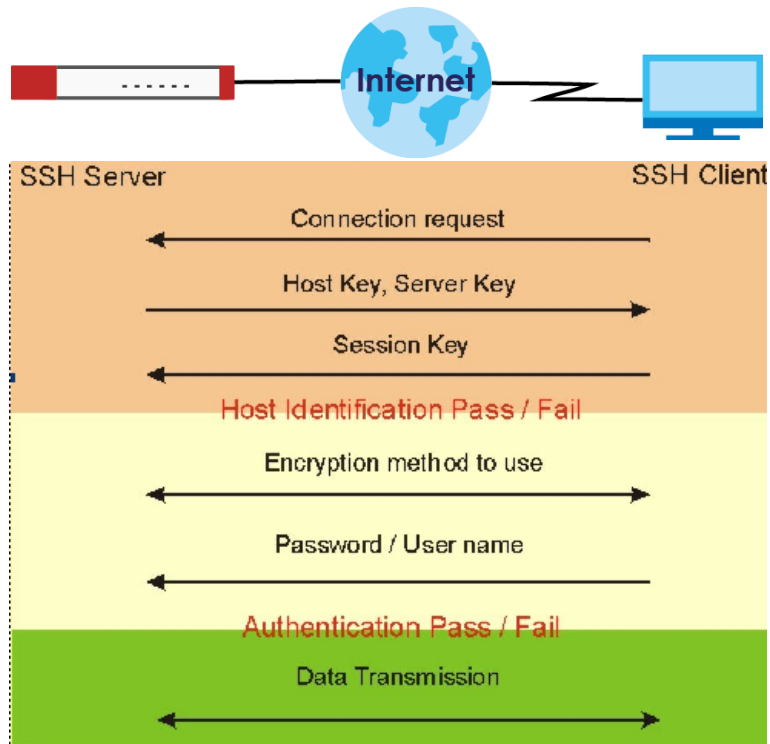 Internet
SSH Server
SSH Client
Connection request
Host Key, Server Key
Session Key
Host Identification Pass / Fail
Encryption method to use
Password / User name
Authentication Pass / Fail
Data Transmission